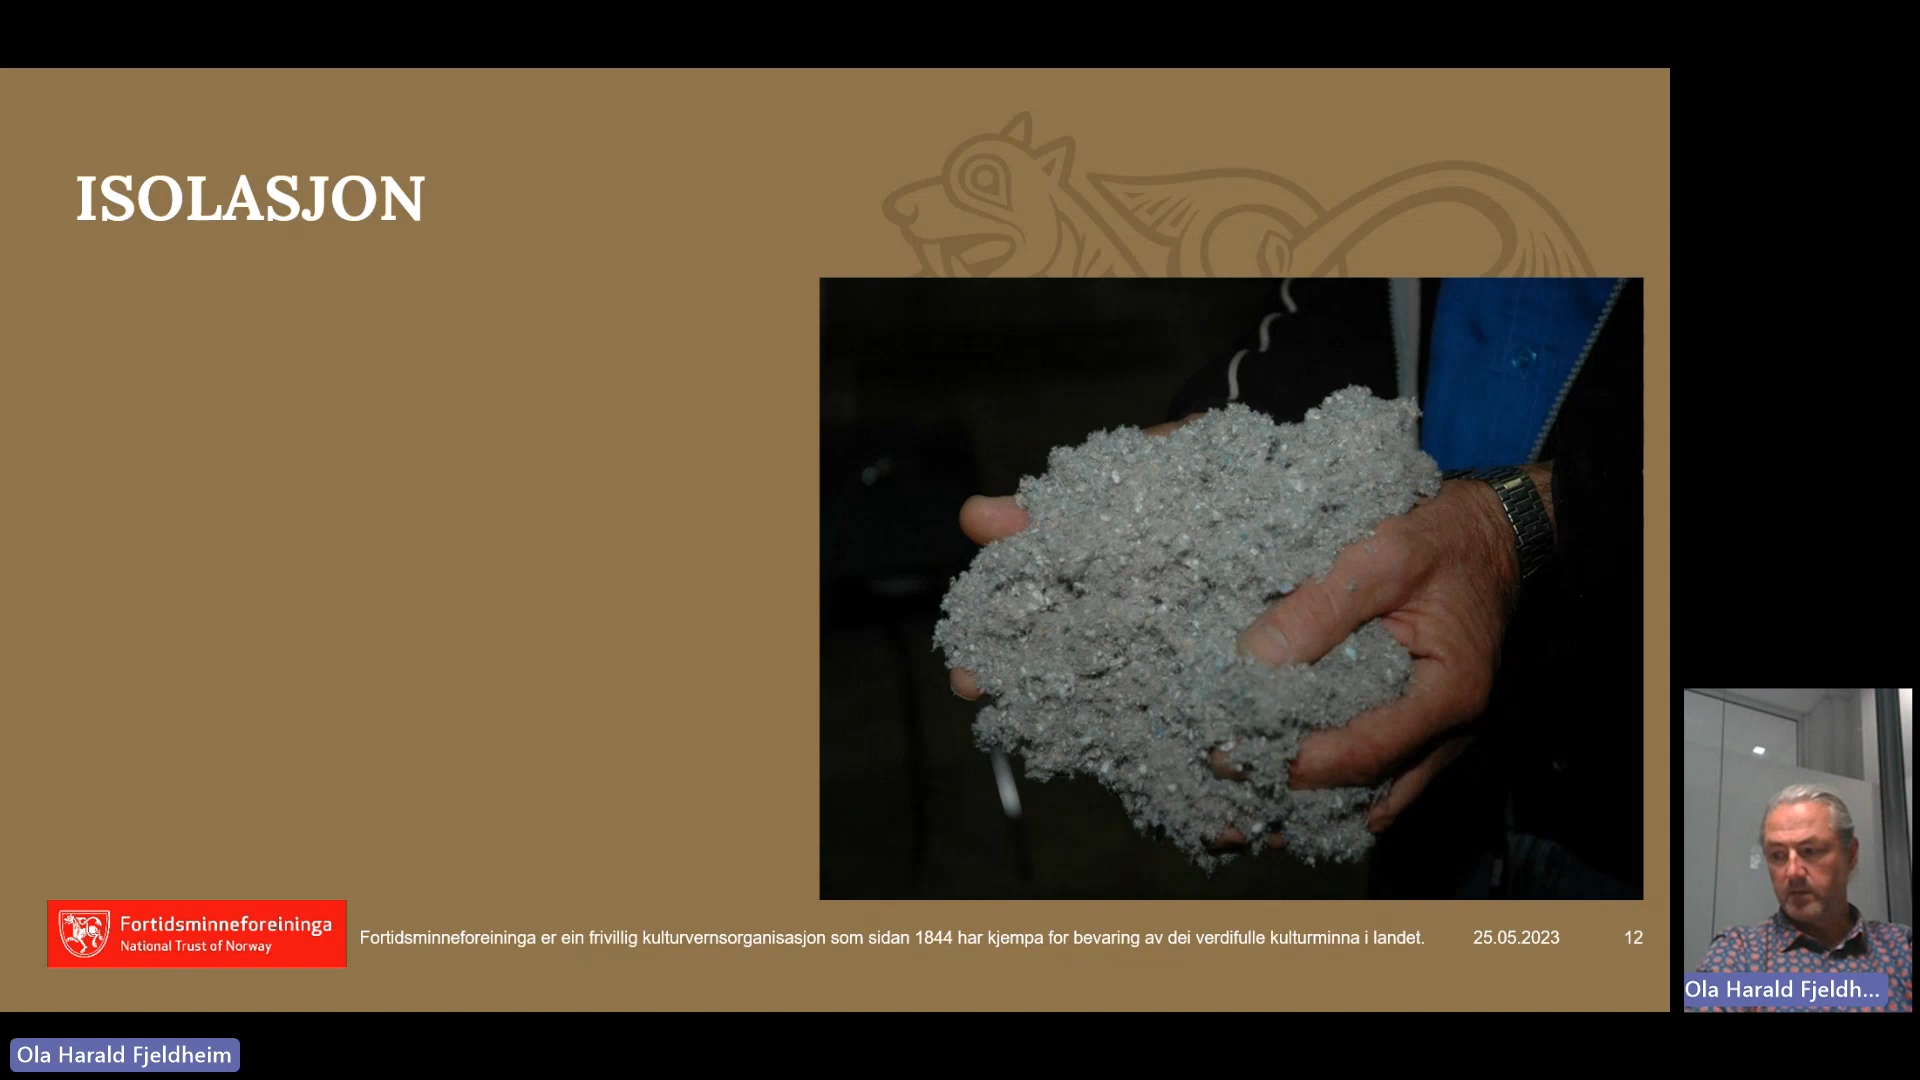 ISOLASJON
Fortidsminneforeininga
National Trust of Norway
Fortidsminneforeininga er ein frivillig kulturvernsorganisasjon som sidan 1844 har kjempa for bevaring av dei verdifulle kulturminna i landet.
25.05.2023
12
Ola Harald Fjeldh...
Ola Harald Fjeldheim